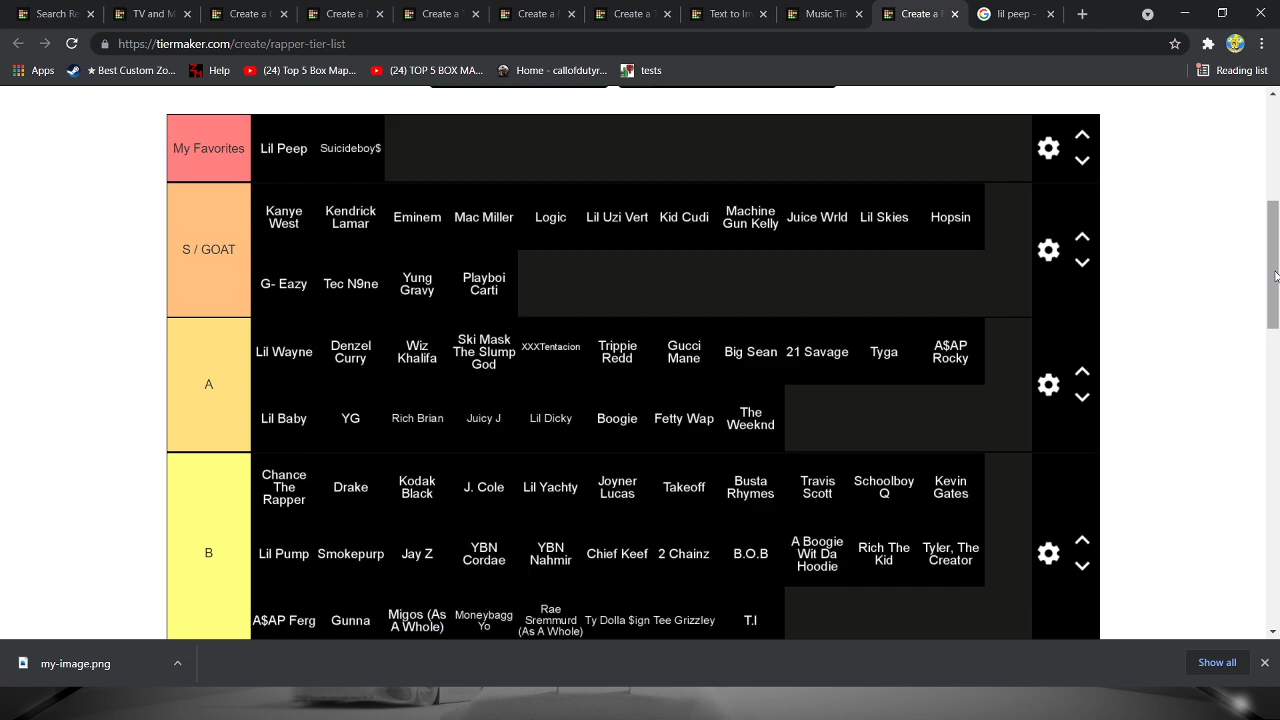 Search Re
TV and M
Create a C
Create a M
Create a T
Create a F
Create a T
Text to Im
Music Tie
Create a F
lil peep -
https://tiermaker.com/create/rapper-tier-list
Apps
★ Best Custom Zo...
Help
(24) Top 5 Box Map...
(24) TOP 5 BOX MA...
Home - callofdutyr...
tests
Reading list
My Favorites
Lil Peep
Suicideboy$
S / GOAT
Kanye
West
Kendrick
Lamar
Eminem
Mac Miller
Logic
Lil Uzi Vert
Kid Cudi
Machine
Gun Kelly
Juice Wrld
Lil Skies
Hopsin
G- Eazy
Tec N9ne
Yung
Gravy
Playboi
Carti
A
Lil Wayne
Denzel
Curry
Wiz
Khalifa
Ski Mask
The Slump
God
XXXTentacion
Trippie
Redd
Gucci
Mane
Big Sean
21 Savage
Tyga
A$AP
Rocky
Lil Baby
YG
Rich Brian
Juicy J
Lil Dicky
Boogie
Fetty Wap
The
Weeknd
B
Chance
The
Rapper
Drake
Kodak
Black
J. Cole
Lil Yachty
Joyner
Lucas
Takeoff
Busta
Rhymes
Travis
Scott
Schoolboy
Q
Kevin
Gates
Lil Pump
Smokepurp
Jay Z
YBN
Cordae
YBN
Nahmir
Chief Keef
2 Chainz
B.O.B
A Boogie
Wit Da
Hoodie
Rich The
Kid
Tyler, The
Creator
A$AP Ferg
Gunna
Migos (As
A Whole)
Moneybagg
Yo
Rae
Sremmurd
(As A Whole)
Ty Dolla $ign
Tee Grizzley
T.I
my-image.png
Show all